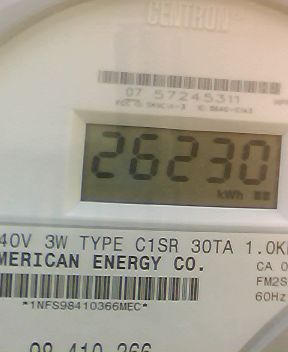 CENTRON
07 57245311
26230
kWh
40V 3W TYPE C1SR 30TA 1.0K
MERICAN ENERGY CO.
CA 0
FM2S
60Hz
*1NFS98410366MEC*
98 410 366